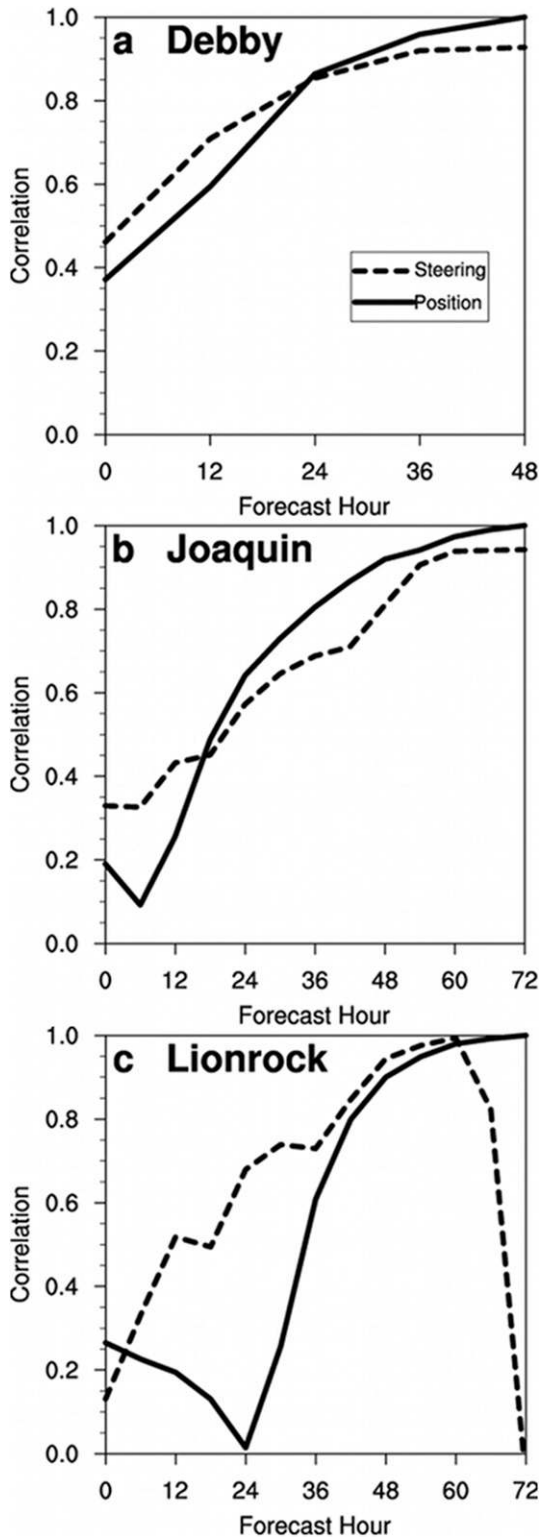 a Debby
1.0
0.8
0.6
0.4
0.2
0.0
Correlation
Steering
Position
0 12 24 36 48
Forecast Hour
b Joaquin
1.0
0.8
0.6
0.4
0.2
0.0
Correlation
0 12 24 36 48 60 72
Forecast Hour
c Lionrock
1.0
0.8
0.6
0.4
0.2
0.0
Correlation
0 12 24 36 48 60 72
Forecast Hour